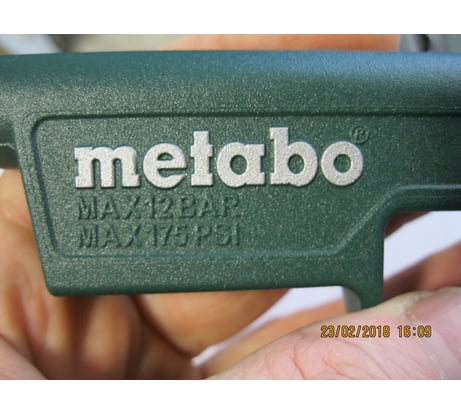 metabo®
MAX 12 BAR
MAX 175 PSI
23/02/2018 16:09